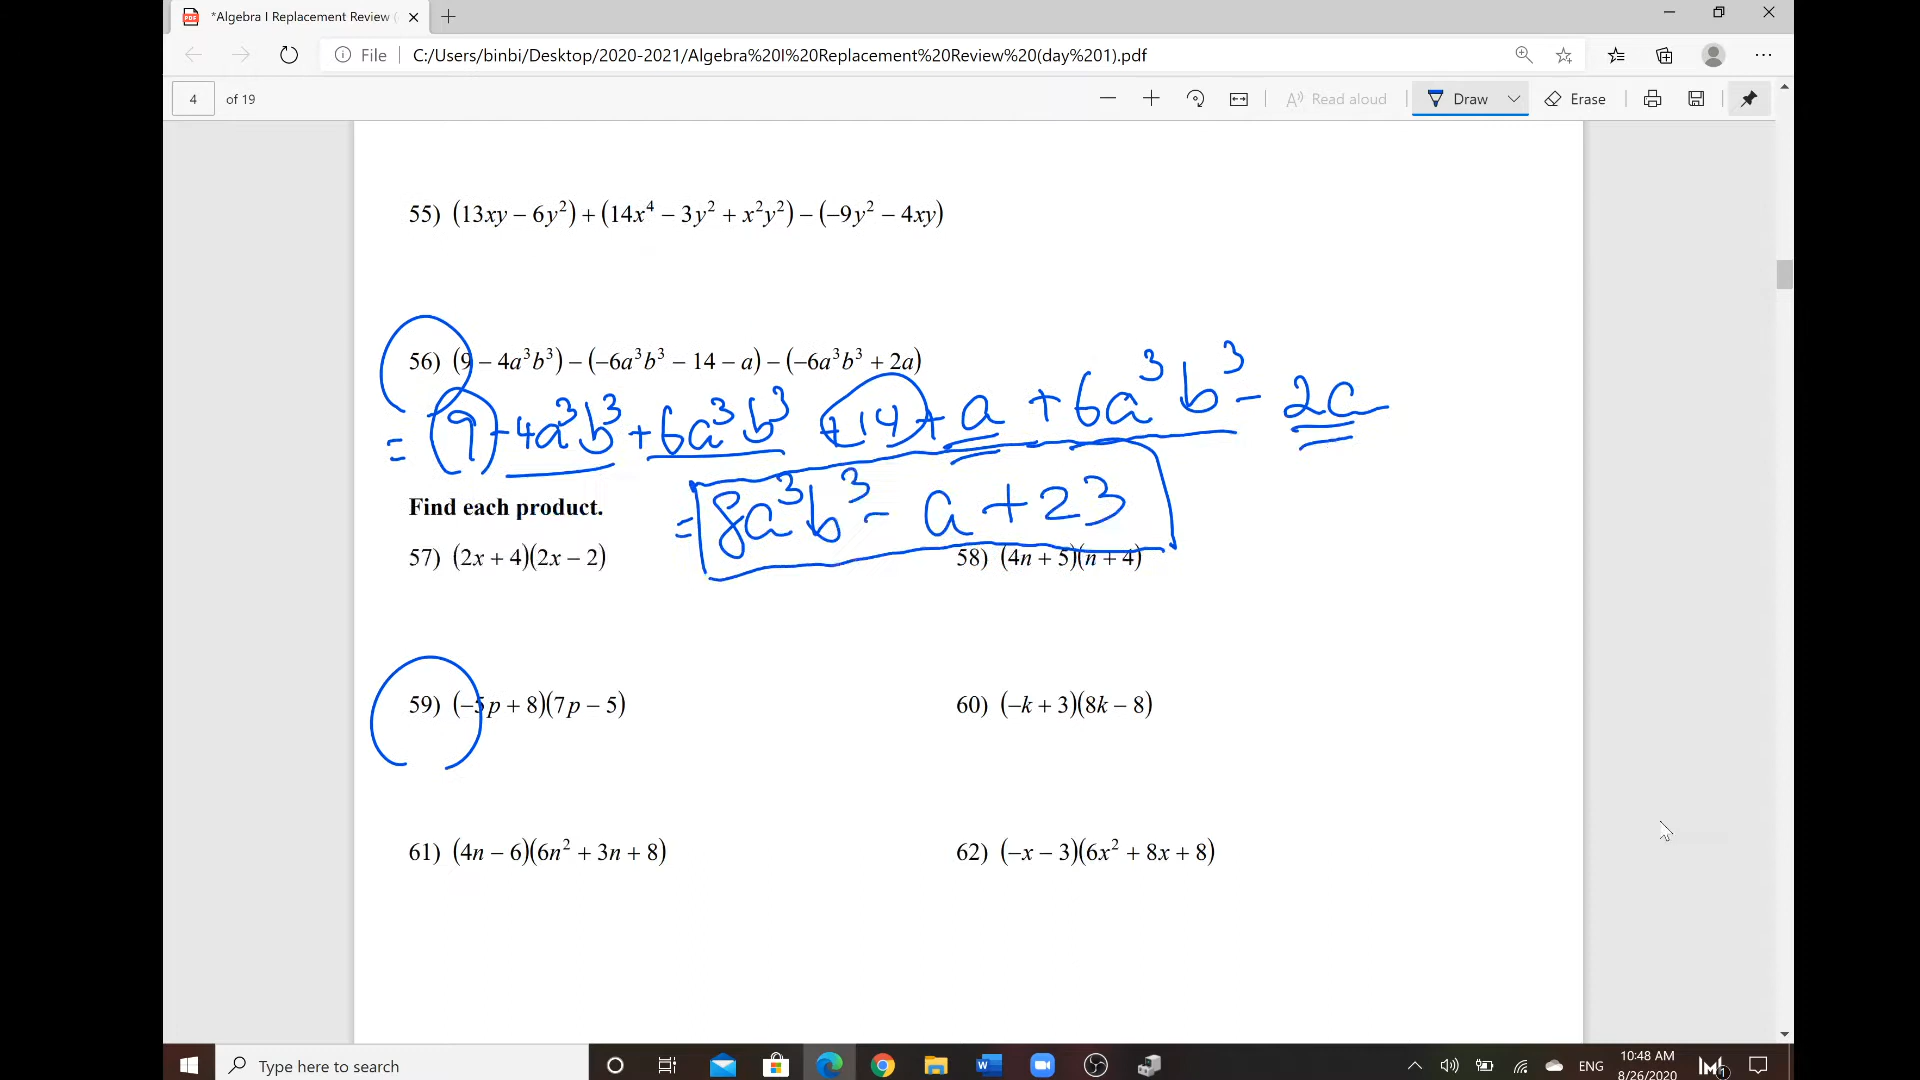 *Algebra I Replacement Review (
File
C:/Users/binbi/Desktop/2020-2021/Algebra%20I%20Replacement%20Review%20(day%201).pdf
4 of 19
Read aloud
Draw
Erase
55) (13xy − 6y²) + (14x⁴ − 3y² + x²y²) − (−9y² − 4xy)
56) (9 − 4a³b³) − (−6a³b³ − 14 − a) − (−6a³b³ + 2a)
= 9 − 4a³b³ + 6a³b³ + 14 + a + 6a³b³ − 2a
= 8a³b³ − a + 23
Find each product.
57) (2x + 4)(2x − 2)
58) (4n + 5)(n + 4)
59) (−5p + 8)(7p − 5)
60) (−k + 3)(8k − 8)
61) (4n − 6)(6n² + 3n + 8)
62) (−x − 3)(6x² + 8x + 8)
Type here to search
ENG
10:48 AM
8/26/2020